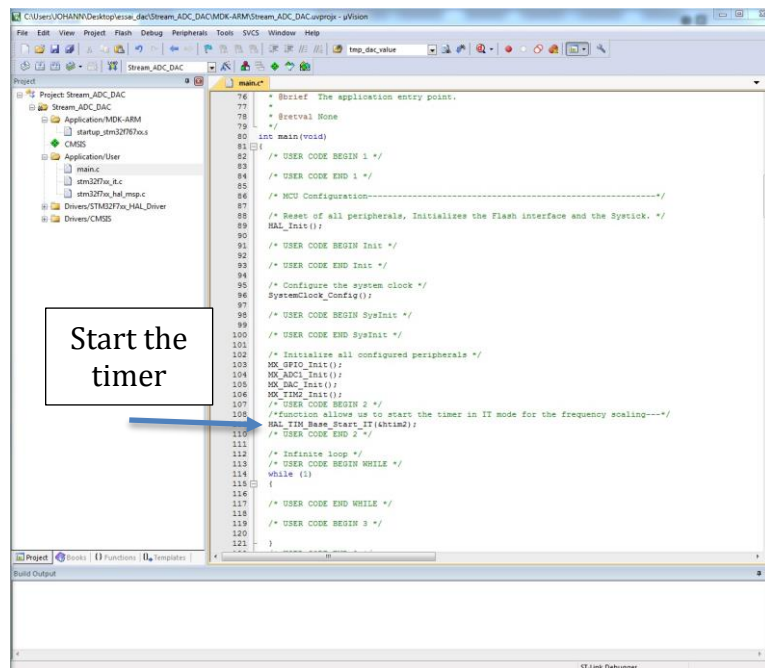 C:\Users\JOHANN\Desktop\essai_dac\Stream_ADC_DAC\MDK-ARM\Stream_ADC_DAC.uvprojx - µVision
File Edit View Project Flash Debug Peripherals Tools SVCS Window Help
tmp_dac_value
Stream_ADC_DAC
Project
main.c*
Project: Stream_ADC_DAC
Stream_ADC_DAC
Application/MDK-ARM
startup_stm32f767xx.s
CMSIS
Application/User
main.c
stm32f7xx_it.c
stm32f7xx_hal_msp.c
Drivers/STM32F7xx_HAL_Driver
Drivers/CMSIS
Start the
timer
76 * @brief The application entry point.
77 *
78 * @retval None
79 */
80 int main(void)
81 {
82 /* USER CODE BEGIN 1 */
83
84 /* USER CODE END 1 */
85
86 /* MCU Configuration----------------------------------------------------------*/
87
88 /* Reset of all peripherals, Initializes the Flash interface and the Systick. */
89 HAL_Init();
90
91 /* USER CODE BEGIN Init */
92
93 /* USER CODE END Init */
94
95 /* Configure the system clock */
96 SystemClock_Config();
97
98 /* USER CODE BEGIN SysInit */
99
100 /* USER CODE END SysInit */
101
102 /* Initialize all configured peripherals */
103 MX_GPIO_Init();
104 MX_ADC1_Init();
105 MX_DAC_Init();
106 MX_TIM2_Init();
107 /* USER CODE BEGIN 2 */
108 /*function allows us to start the timer in IT mode for the frequency scaling---*/
HAL_TIM_Base_Start_IT(&htim2);
110 /* USER CODE END 2 */
111
112 /* Infinite loop */
113 /* USER CODE BEGIN WHILE */
114 while (1)
115 {
116
117 /* USER CODE END WHILE */
118
119 /* USER CODE BEGIN 3 */
120
121 }
Project Books Functions Templates
Build Output
ST-Link Debugger